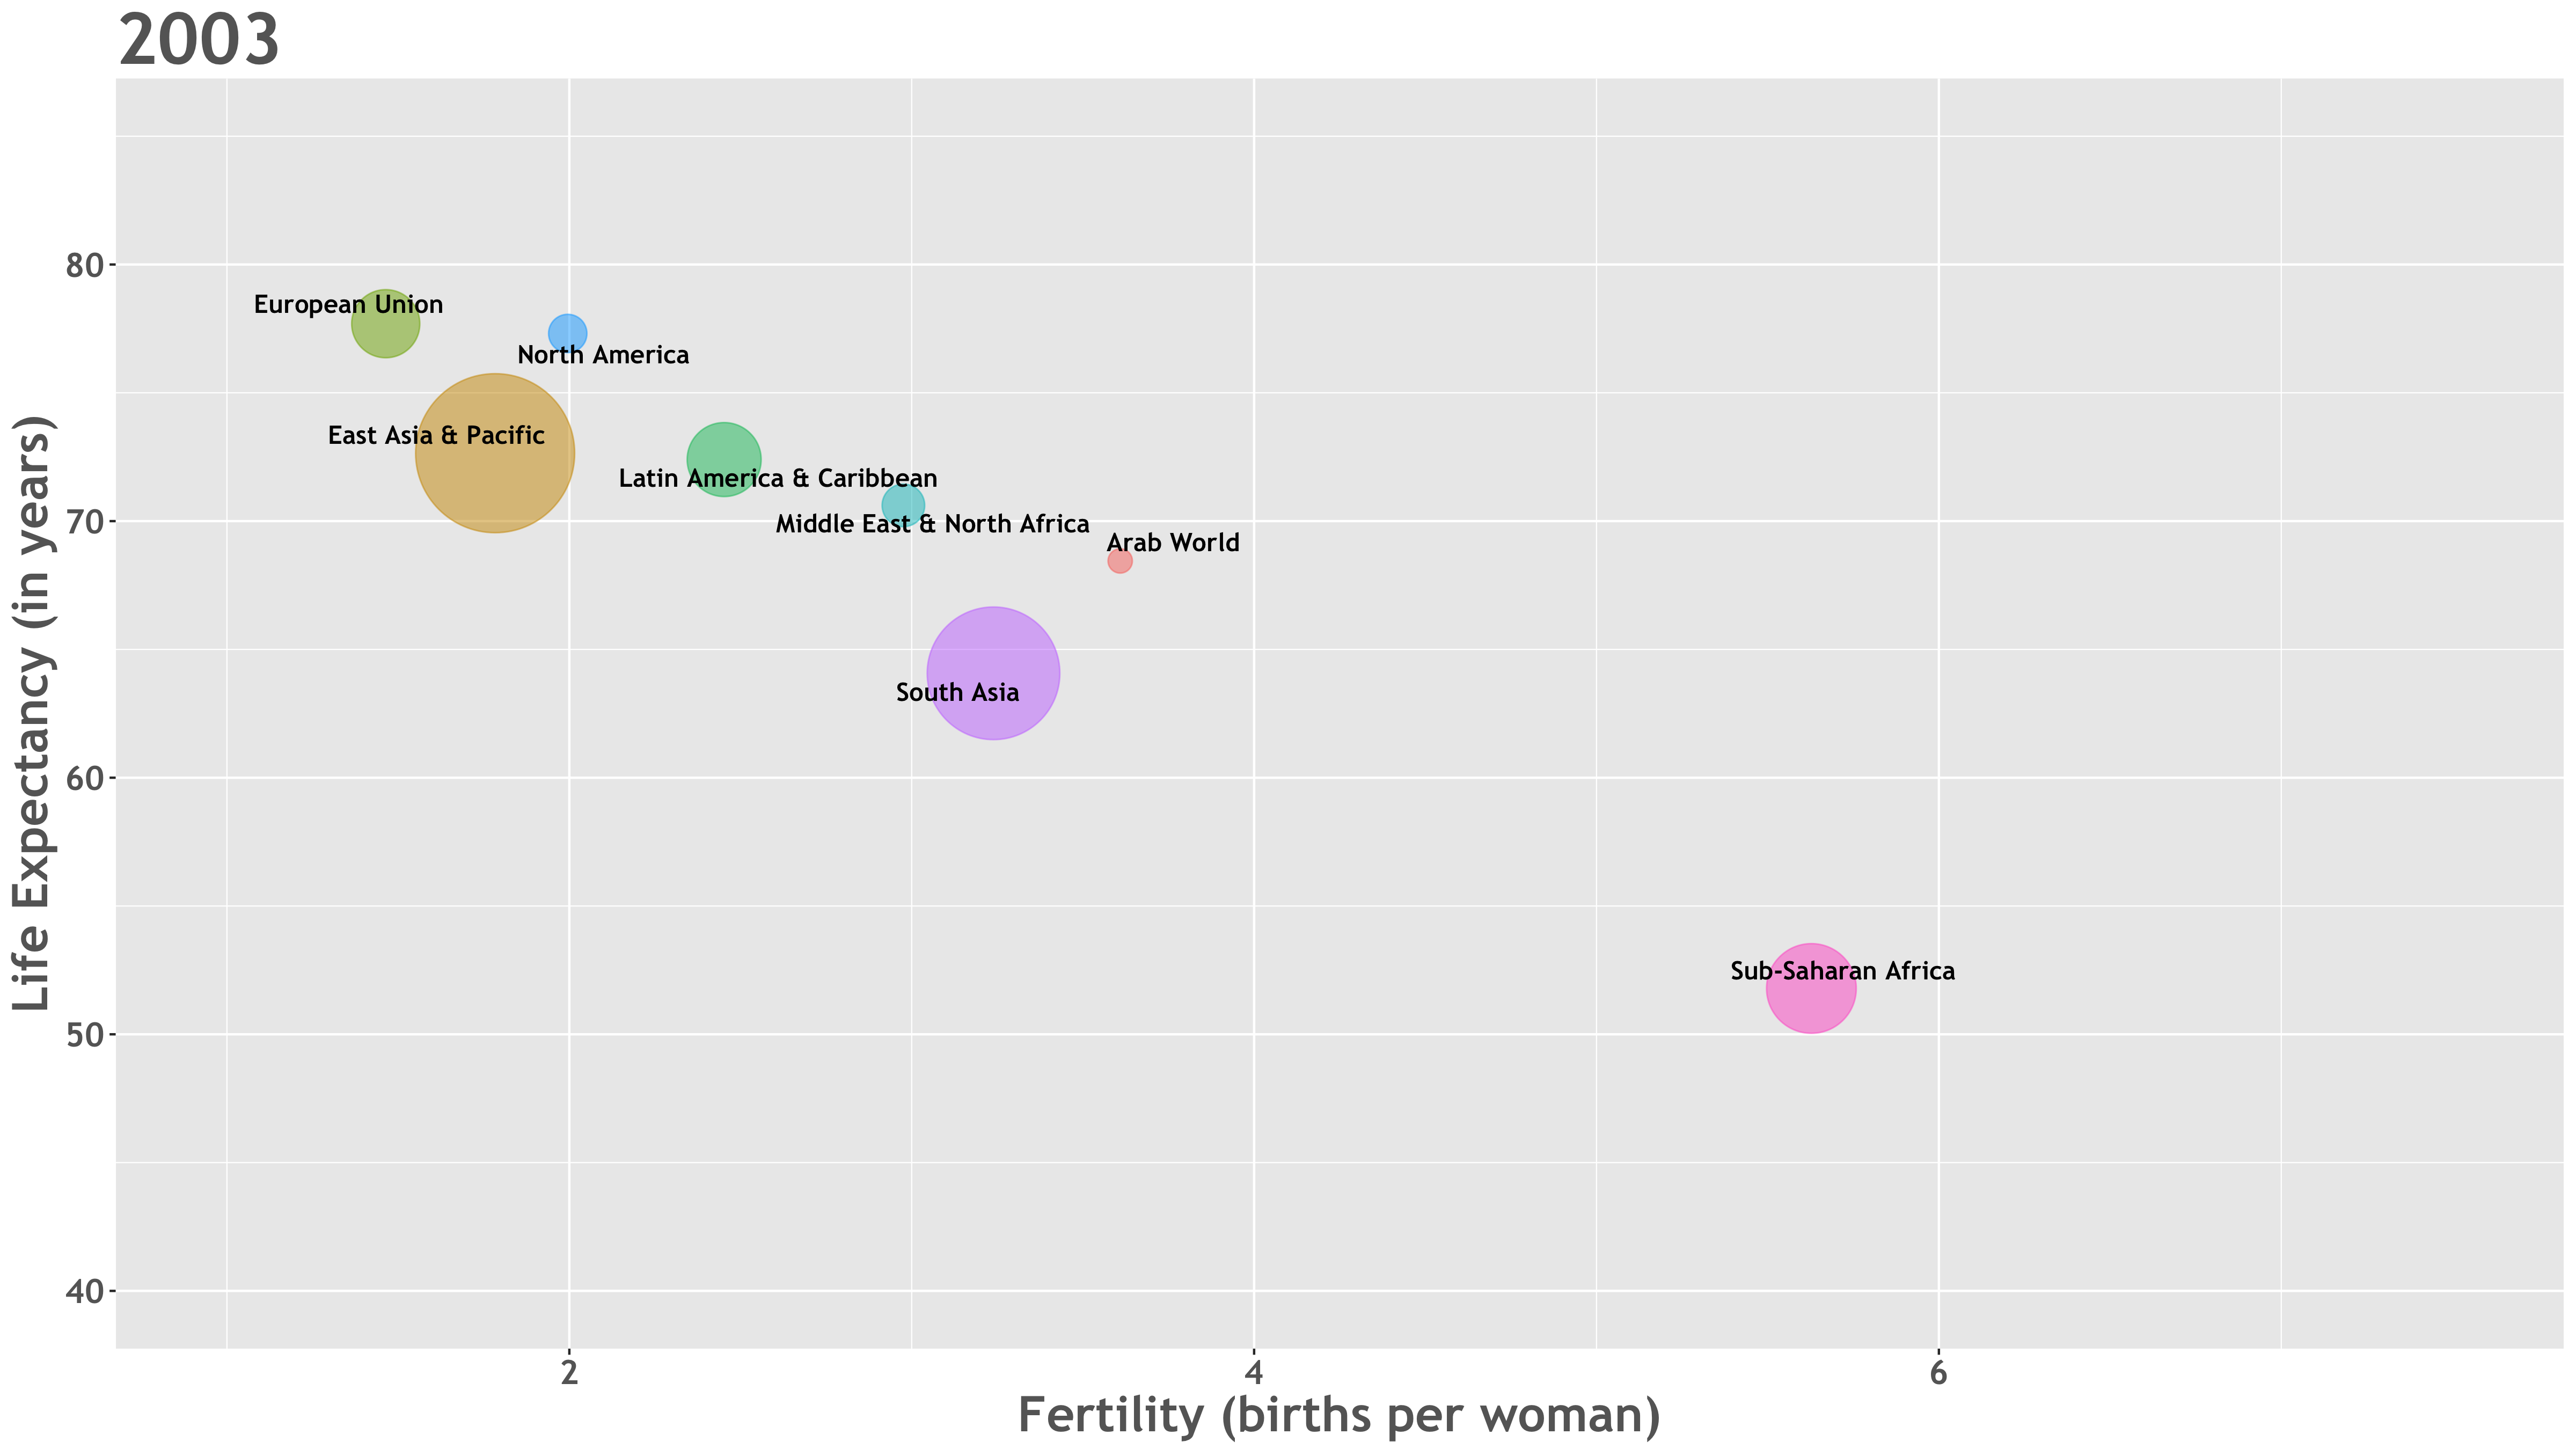 2003
Life Expectancy (in years)
80
70
60
50
40
European Union
North America
East Asia & Pacific
Latin America & Caribbean
Middle East & North Africa
Arab World
South Asia
Sub-Saharan Africa
2
4
6
Fertility (births per woman)